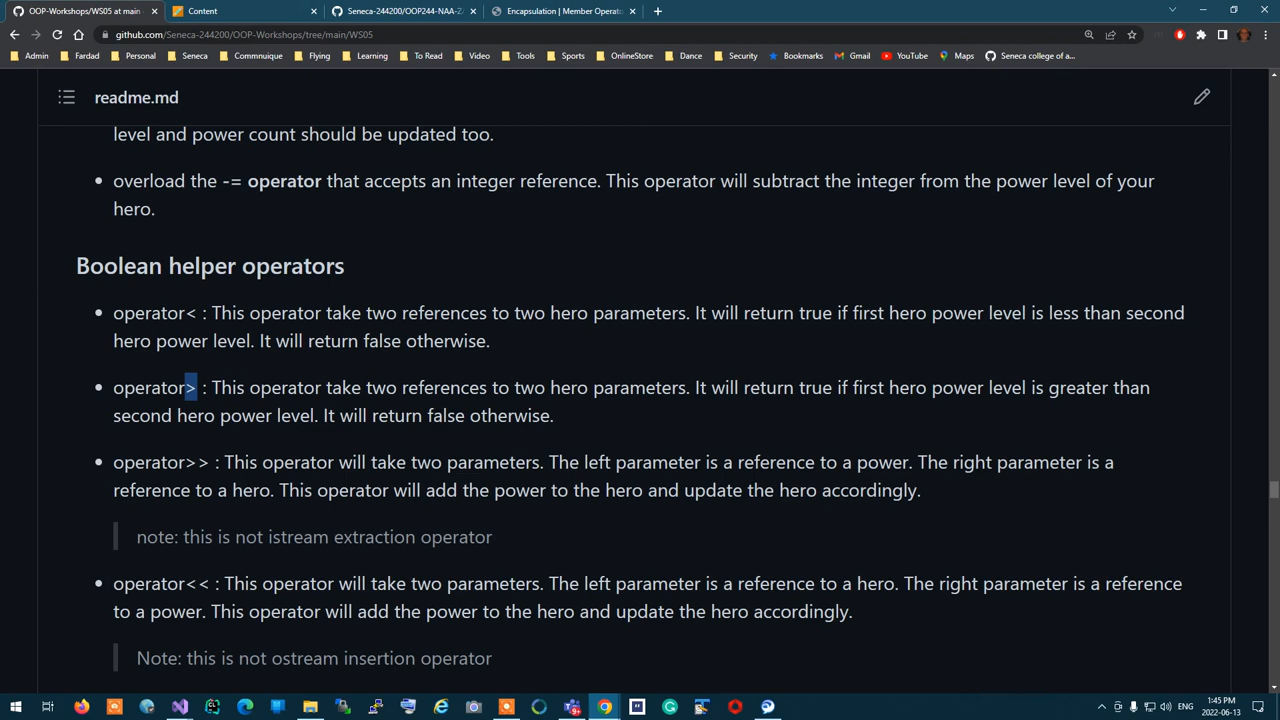 OOP-Workshops/WS05 at main
Content
Seneca-244200/OOP244-NAA-Z
Encapsulation | Member Operato
github.com/Seneca-244200/OOP-Workshops/tree/main/WS05
Admin
Fardad
Personal
Seneca
Commnuique
Flying
Learning
To Read
Video
Tools
Sports
OnlineStore
Dance
Security
Bookmarks
Gmail
YouTube
Maps
Seneca college of a...
readme.md
level and power count should be updated too.
overload the -= operator that accepts an integer reference. This operator will subtract the integer from the power level of your
hero.
Boolean helper operators
operator< : This operator take two references to two hero parameters. It will return true if first hero power level is less than second
hero power level. It will return false otherwise.
operator> : This operator take two references to two hero parameters. It will return true if first hero power level is greater than
second hero power level. It will return false otherwise.
operator>> : This operator will take two parameters. The left parameter is a reference to a power. The right parameter is a
reference to a hero. This operator will add the power to the hero and update the hero accordingly.
note: this is not istream extraction operator
operator<< : This operator will take two parameters. The left parameter is a reference to a hero. The right parameter is a reference
to a power. This operator will add the power to the hero and update the hero accordingly.
Note: this is not ostream insertion operator
ENG
1:45 PM
2022-06-13